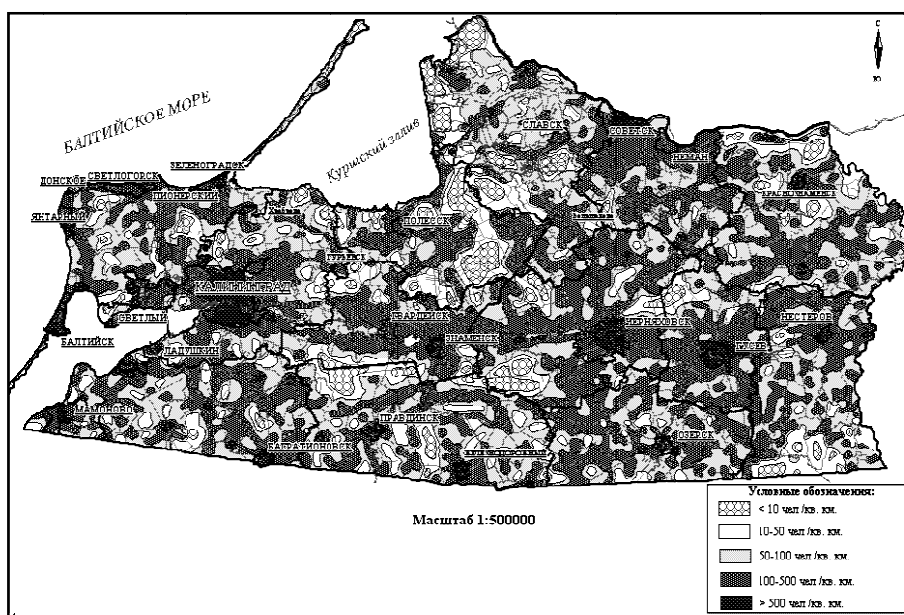 С
Ю
БАЛТИЙСКОЕ МОРЕ
Куршский залив
СЛАВСК
СОВЕТСК
НЕМАН
ЗЕЛЕНОГРАДСК
СВЕТЛОГОРСК
ДОНСКОЕ
ПИОНЕРСКИЙ
КРАСНОЗНАМЕНСК
ЯНТАРНЫЙ
ПОЛЕССК
ГУРЬЕВСК
КАЛИНИНГРАД
СВЕТЛЫЙ
ГВАРДЕЙСК
ЧЕРНЯХОВСК
НЕСТЕРОВ
БАЛТИЙСК
ЗНАМЕНСК
ГУСЕВ
ЛАДУШКИН
МАМОНОВО
ПРАВДИНСК
БАГРАТИОНОВСК
ОЗЕРСК
ЖЕЛЕЗНОДОРОЖНЫЙ
Масштаб 1:500000
Условные обозначения:
< 10 чел /кв. км.
10-50 чел /кв. км.
50-100 чел /кв. км.
100-500 чел /кв. км.
> 500 чел /кв. км.